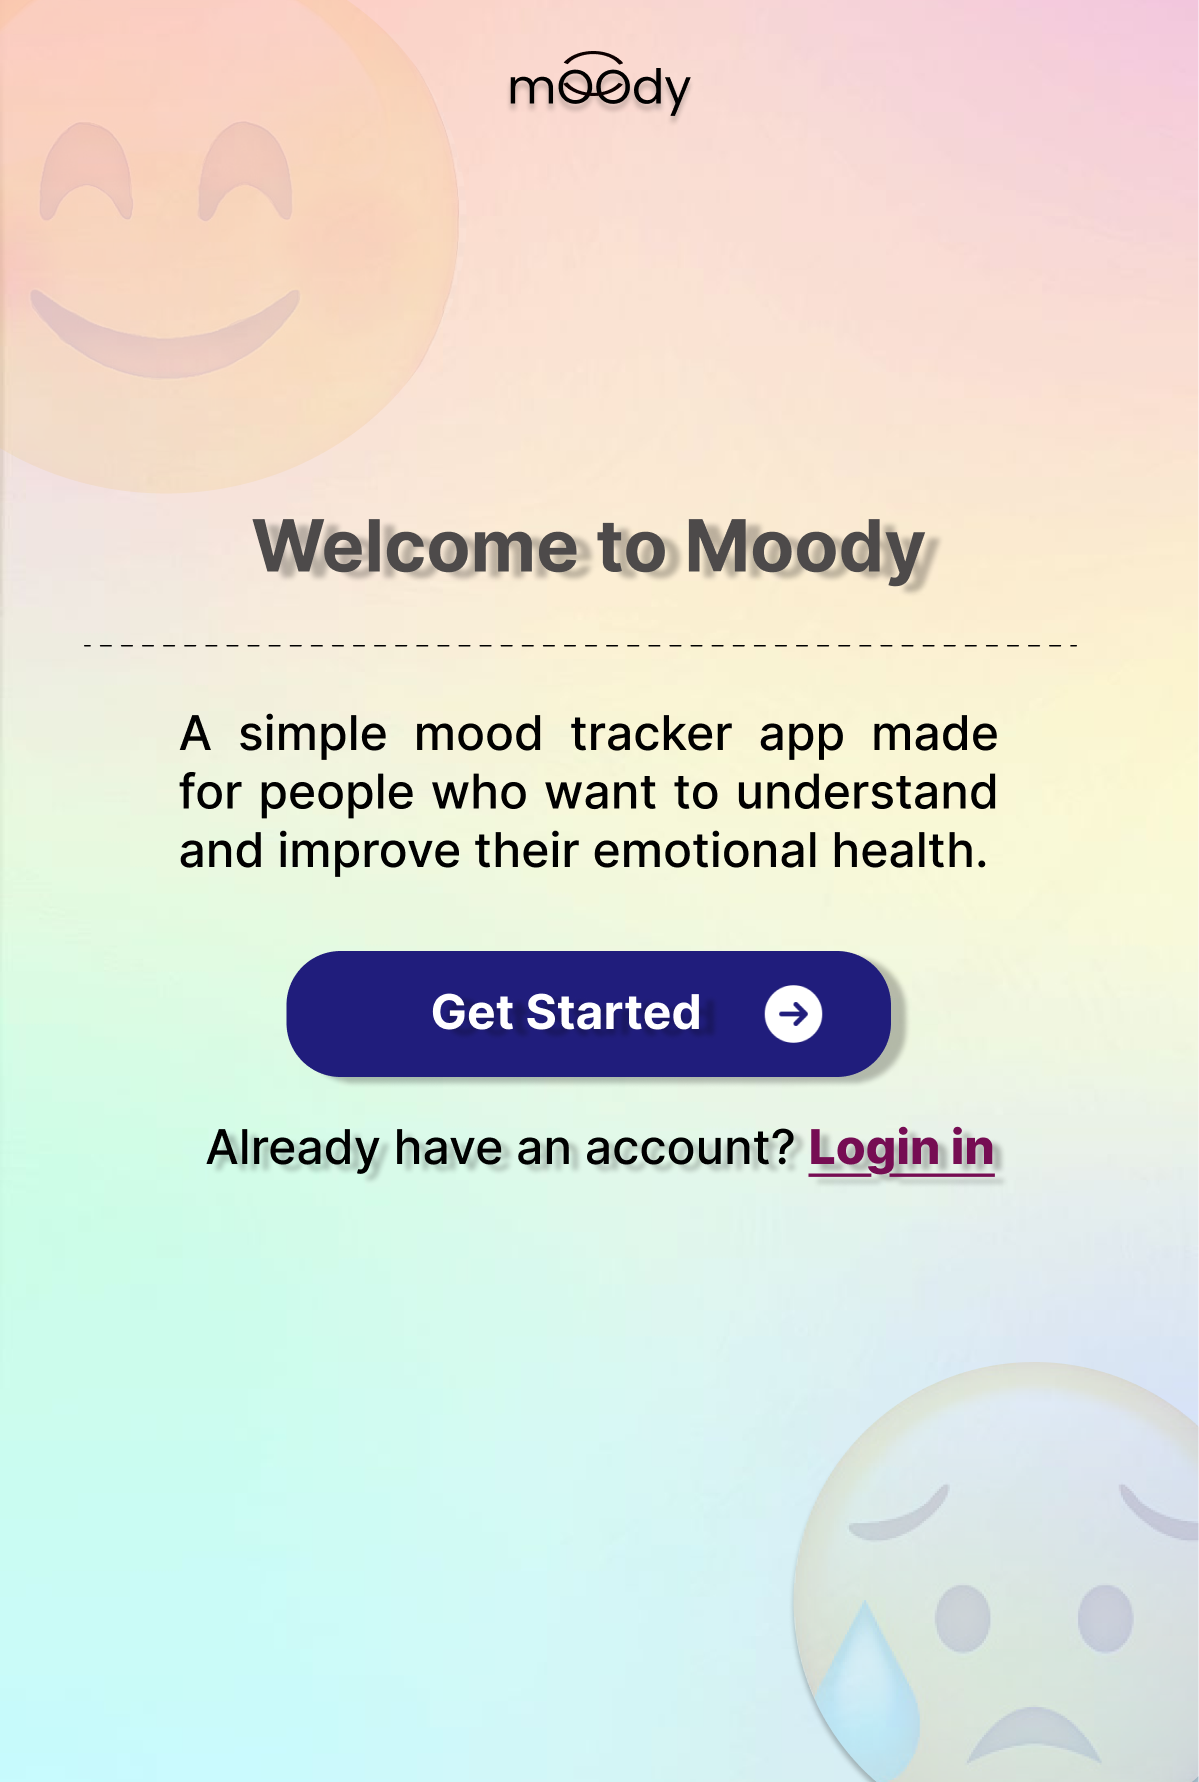 moody
Welcome to Moody
A simple mood tracker app made
for people who want to understand
and improve their emotional health.
Get Started
Already have an account? Login in